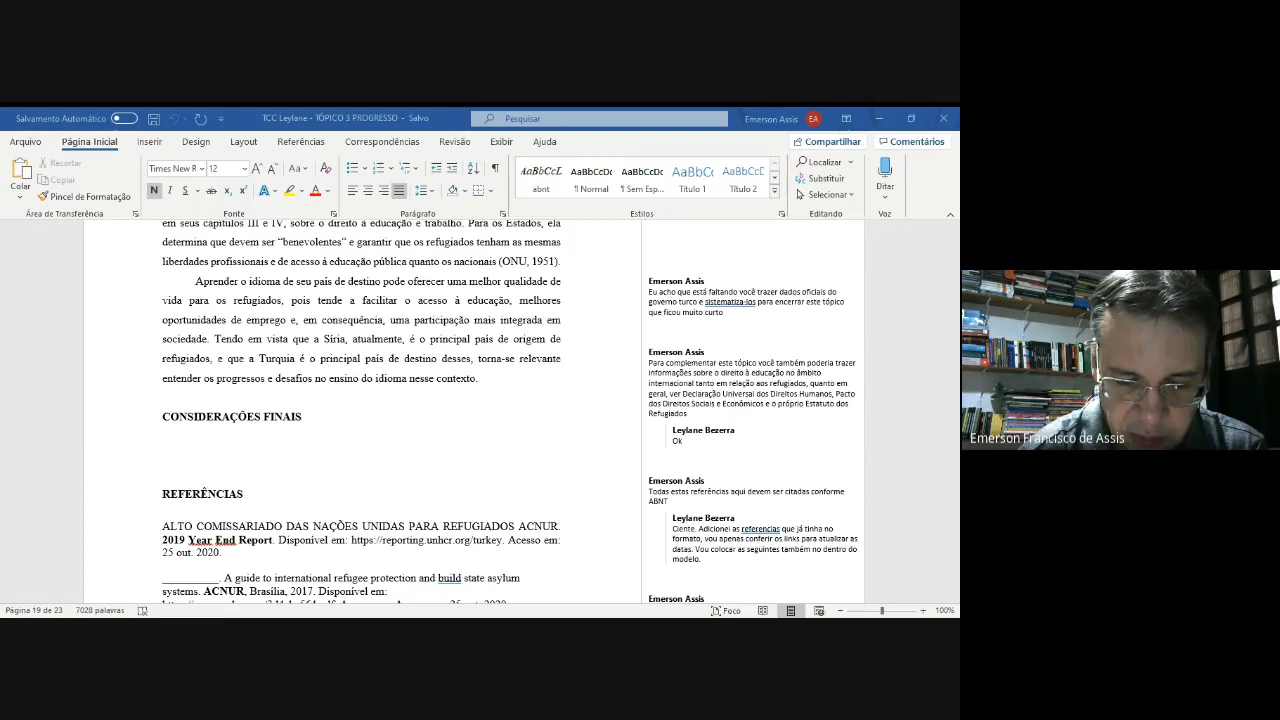 Salvamento Automático
TCC Leylane - TÓPICO 3 PROGRESSO - Salvo
Pesquisar
Emerson Assis
EA
Arquivo
Página Inicial
Inserir
Design
Layout
Referências
Correspondências
Revisão
Exibir
Ajuda
Compartilhar
Comentários
Colar
Recortar
Copiar
Pincel de Formatação
Área de Transferência
Times New R
12
Fonte
Parágrafo
AaBbCcL
abnt
AaBbCcDc
¶ Normal
AaBbCcDc
¶ Sem Esp...
AaBbCc
Título 1
AaBbCcD
Título 2
Estilos
Localizar
Substituir
Selecionar
Editando
Ditar
Voz
em seus capítulos III e IV, sobre o direito à educação e trabalho. Para os Estados, ela
determina que devem ser "benevolentes" e garantir que os refugiados tenham as mesmas
liberdades profissionais e de acesso à educação pública quanto os nacionais (ONU, 1951).
Aprender o idioma de seu país de destino pode oferecer uma melhor qualidade de
vida para os refugiados, pois tende a facilitar o acesso à educação, melhores
oportunidades de emprego e, em consequência, uma participação mais integrada em
sociedade. Tendo em vista que a Síria, atualmente, é o principal país de origem de
refugiados, e que a Turquia é o principal país de destino desses, torna-se relevante
entender os progressos e desafios no ensino do idioma nesse contexto.
CONSIDERAÇÕES FINAIS
REFERÊNCIAS
ALTO COMISSARIADO DAS NAÇÕES UNIDAS PARA REFUGIADOS ACNUR.
2019 Year End Report. Disponível em: https://reporting.unhcr.org/turkey. Acesso em:
25 out. 2020.
__________. A guide to international refugee protection and build state asylum
systems. ACNUR, Brasília, 2017. Disponível em:
Emerson Assis
Eu acho que está faltando você trazer dados oficiais do
governo turco e sistematiza-los para encerrar este tópico
que ficou muito curto
Emerson Assis
Para complementar este tópico você também poderia trazer
informações sobre o direito à educação no âmbito
internacional tanto em relação aos refugiados, quanto em
geral, ver Declaração Universal dos Direitos Humanos, Pacto
dos Direitos Sociais e Econômicos e o próprio Estatuto dos
Refugiados
Leylane Bezerra
Ok
Emerson Assis
Todas estas referências aqui devem ser citadas conforme
ABNT
Leylane Bezerra
Ciente. Adicionei as referencias que já tinha no
formato, vou apenas conferir os links para atualizar as
datas. Vou colocar as seguintes também no dentro do
modelo.
Emerson Assis
Página 19 de 23
7028 palavras
Foco
100%
Emerson Francisco de Assis